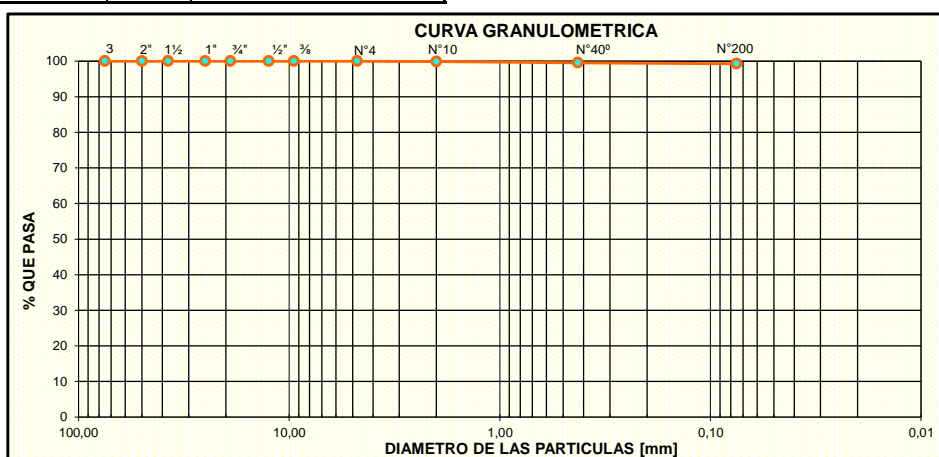 CURVA GRANULOMETRICA
3 2" 1½ 1" ¾" ½" ⅜ N°4 N°10 N°40º N°200
100
90
80
70
60
50
40
30
20
10
0
% QUE PASA
100,00 10,00 1,00 0,10 0,01
DIAMETRO DE LAS PARTICULAS [mm]